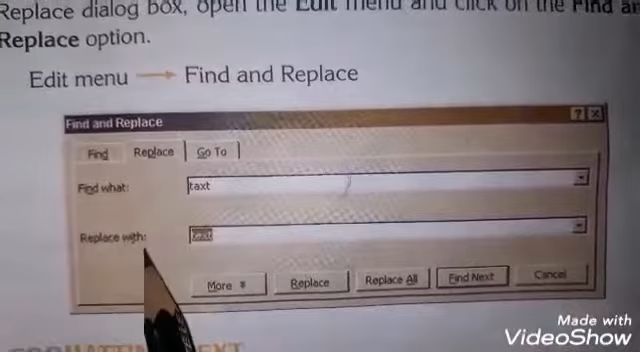 Replace dialog box, open the Edit menu and click on the Find an
Replace option.
Edit menu → Find and Replace
Find and Replace
Find Replace Go To
Find what: taxt
Replace with:
More Replace Replace All Find Next Cancel
Made with
VideoShow